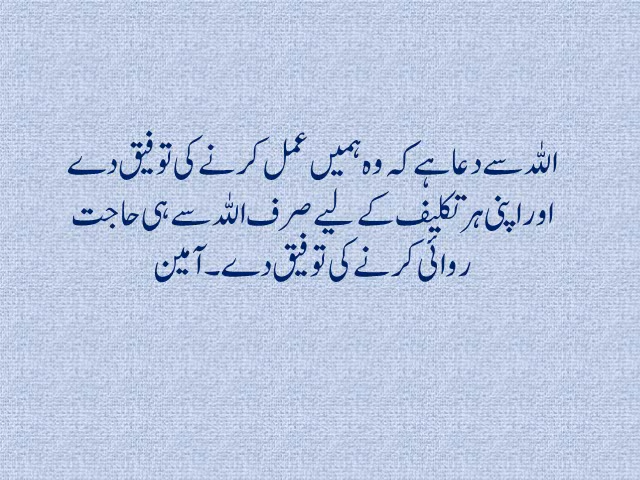 اللہ سے دعا ہے کہ وہ ہمیں عمل کرنے کی توفیق دے
اور اپنی ہر تکلیف کے لیے صرف اللہ سے ہی حاجت
روائی کرنے کی توفیق دے۔ آمین